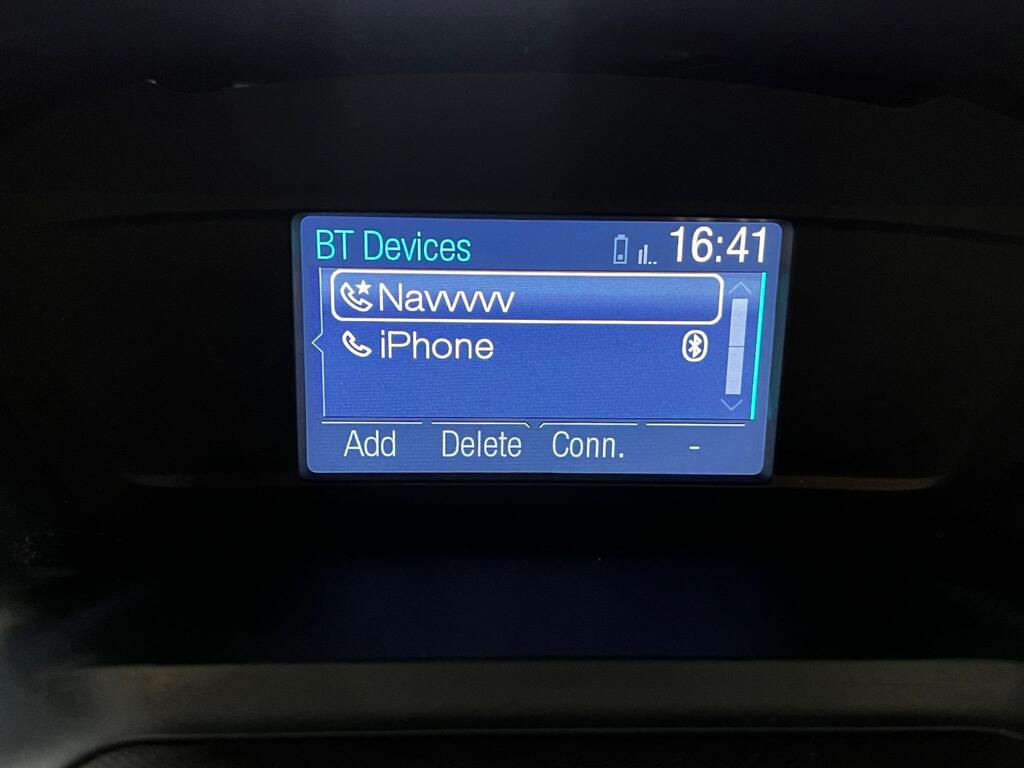 BT Devices 16:41
Navvvvv
iPhone
Add Delete Conn. -